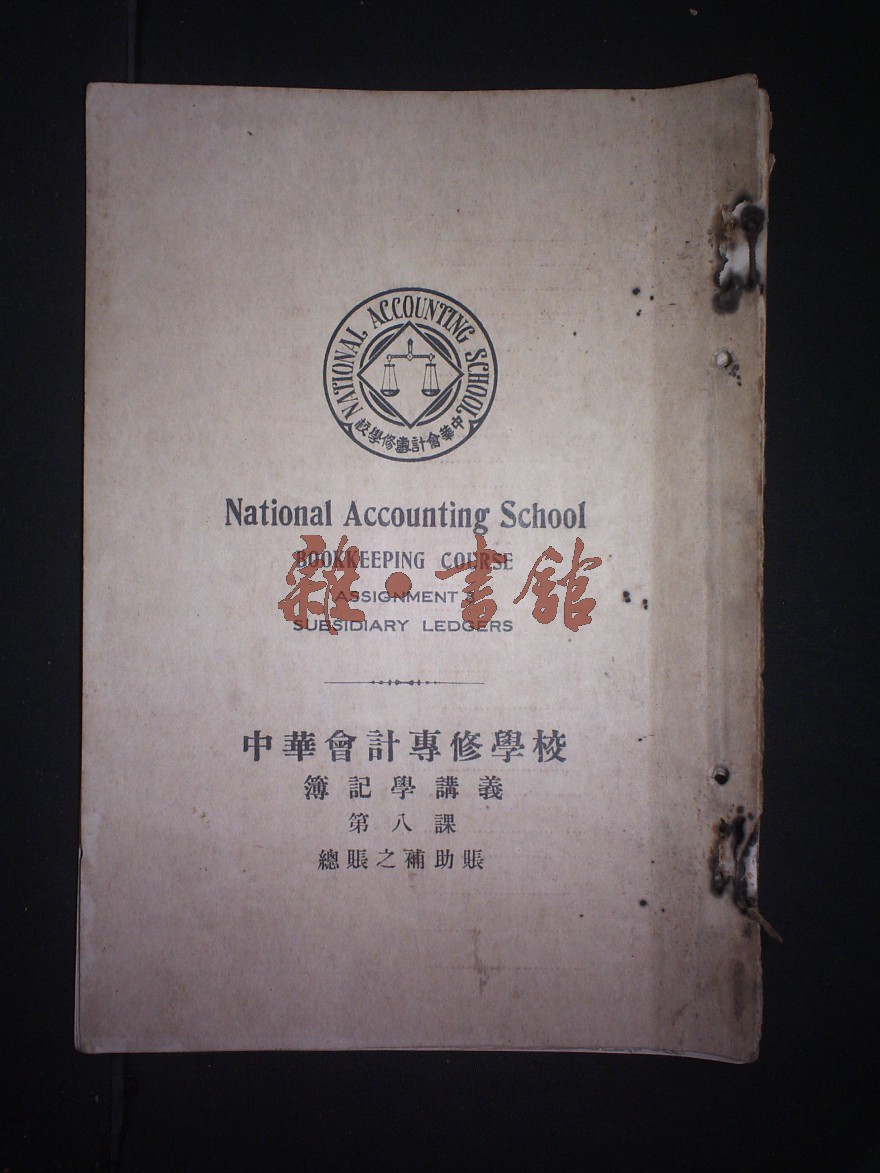 NATIONAL ACCOUNTING SCHOOL
中華會計專修學校
National Accounting School
BOOKKEEPING COURSE
ASSIGNMENT
SUBSIDIARY LEDGERS
雜·書館
中華會計專修學校
簿記學講義
第八課
總賬之補助賬